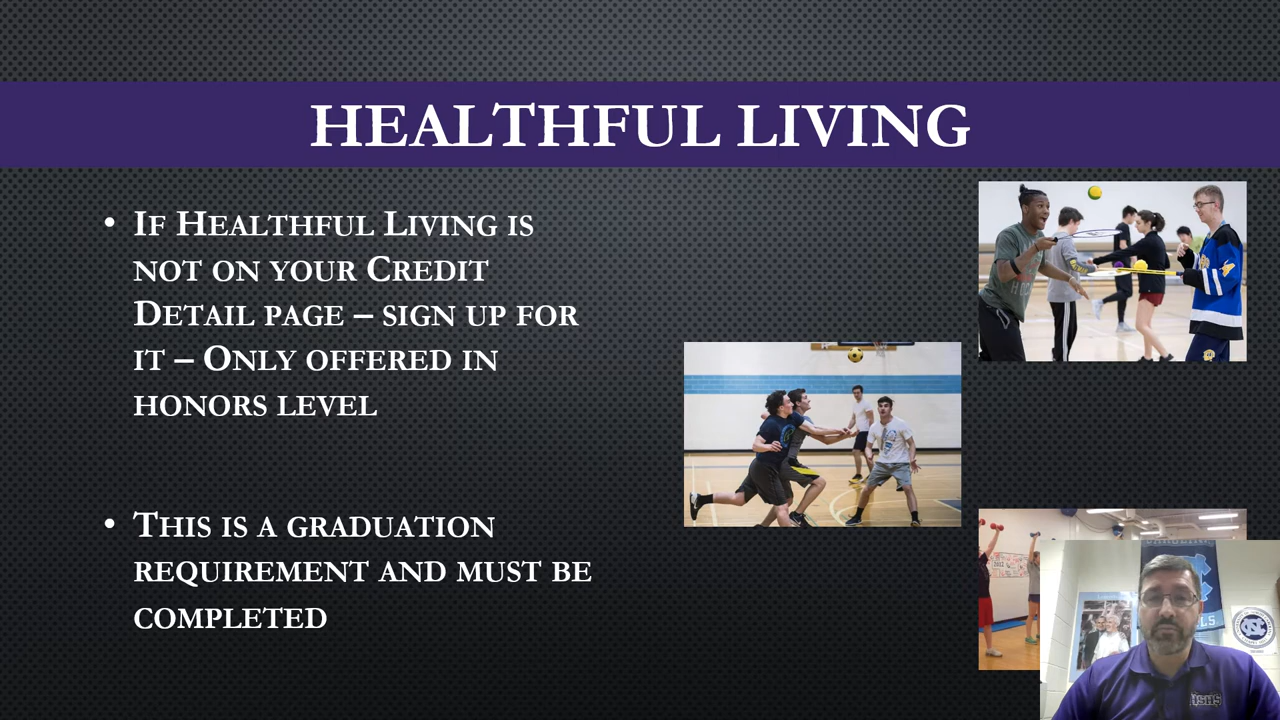 HEALTHFUL LIVING
• IF HEALTHFUL LIVING IS
NOT ON YOUR CREDIT
DETAIL PAGE – SIGN UP FOR
IT – ONLY OFFERED IN
HONORS LEVEL
• THIS IS A GRADUATION
REQUIREMENT AND MUST BE
COMPLETED